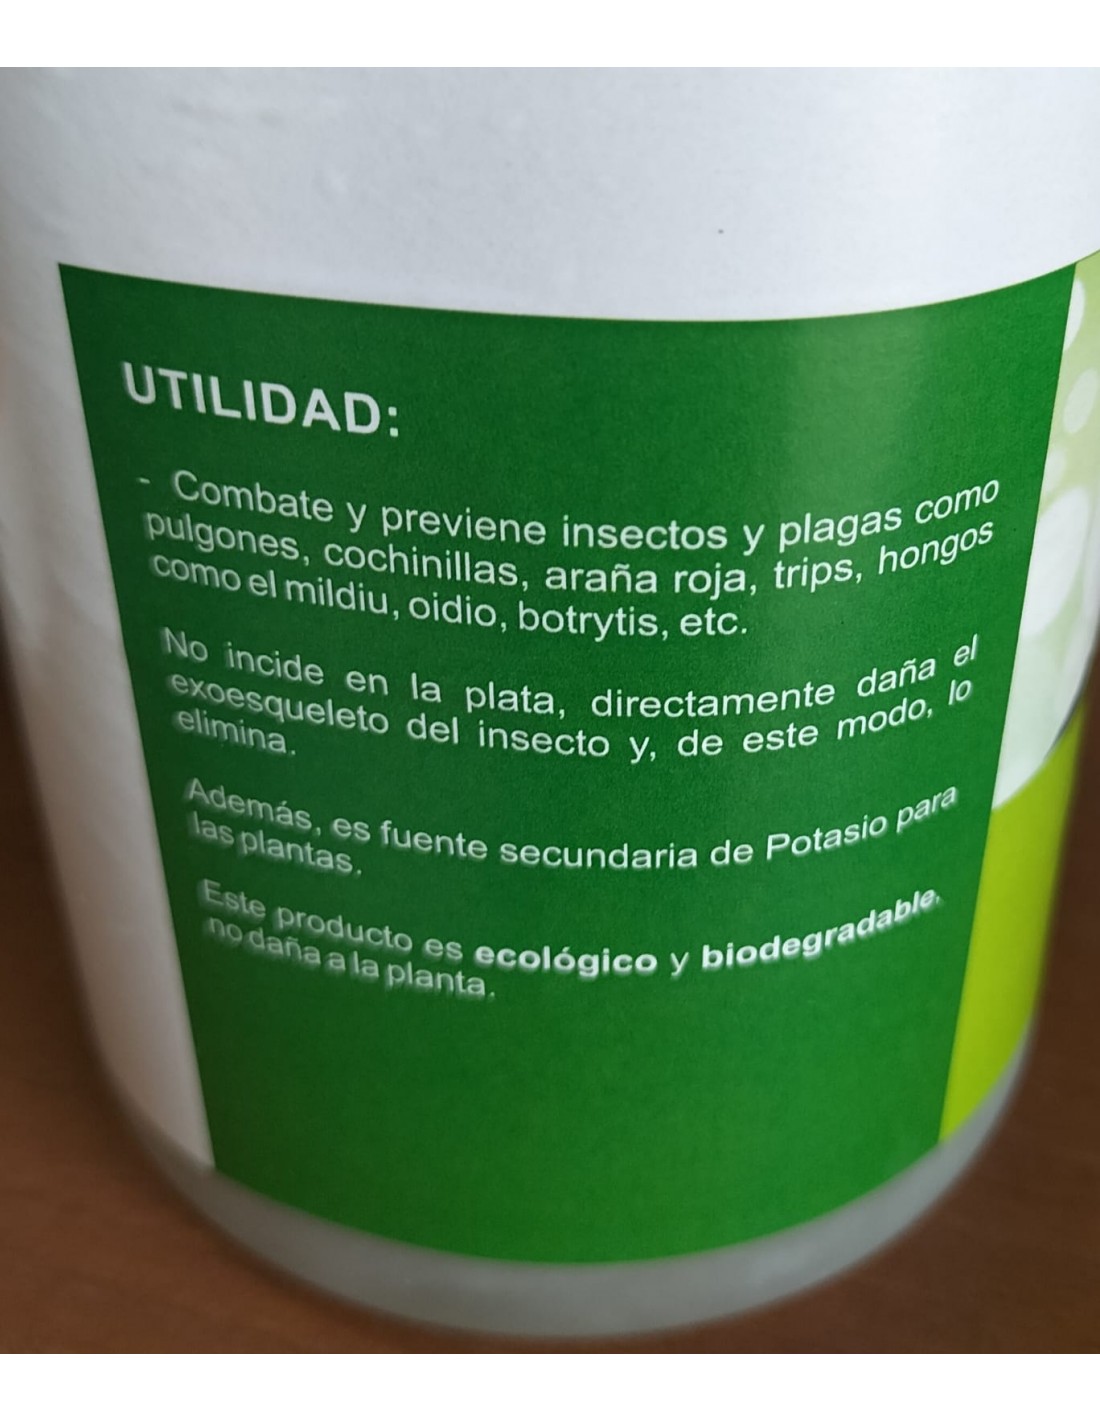 UTILIDAD:
- Combate y previene insectos y plagas como
pulgones, cochinillas, araña roja, trips, hongos
como el mildiu, oidio, botrytis, etc.
No incide en la plata, directamente daña el
exoesqueleto del insecto y, de este modo, lo
elimina.
Además, es fuente secundaria de Potasio para
las plantas.
Este producto es ecológico y biodegradable,
no daña a la planta.